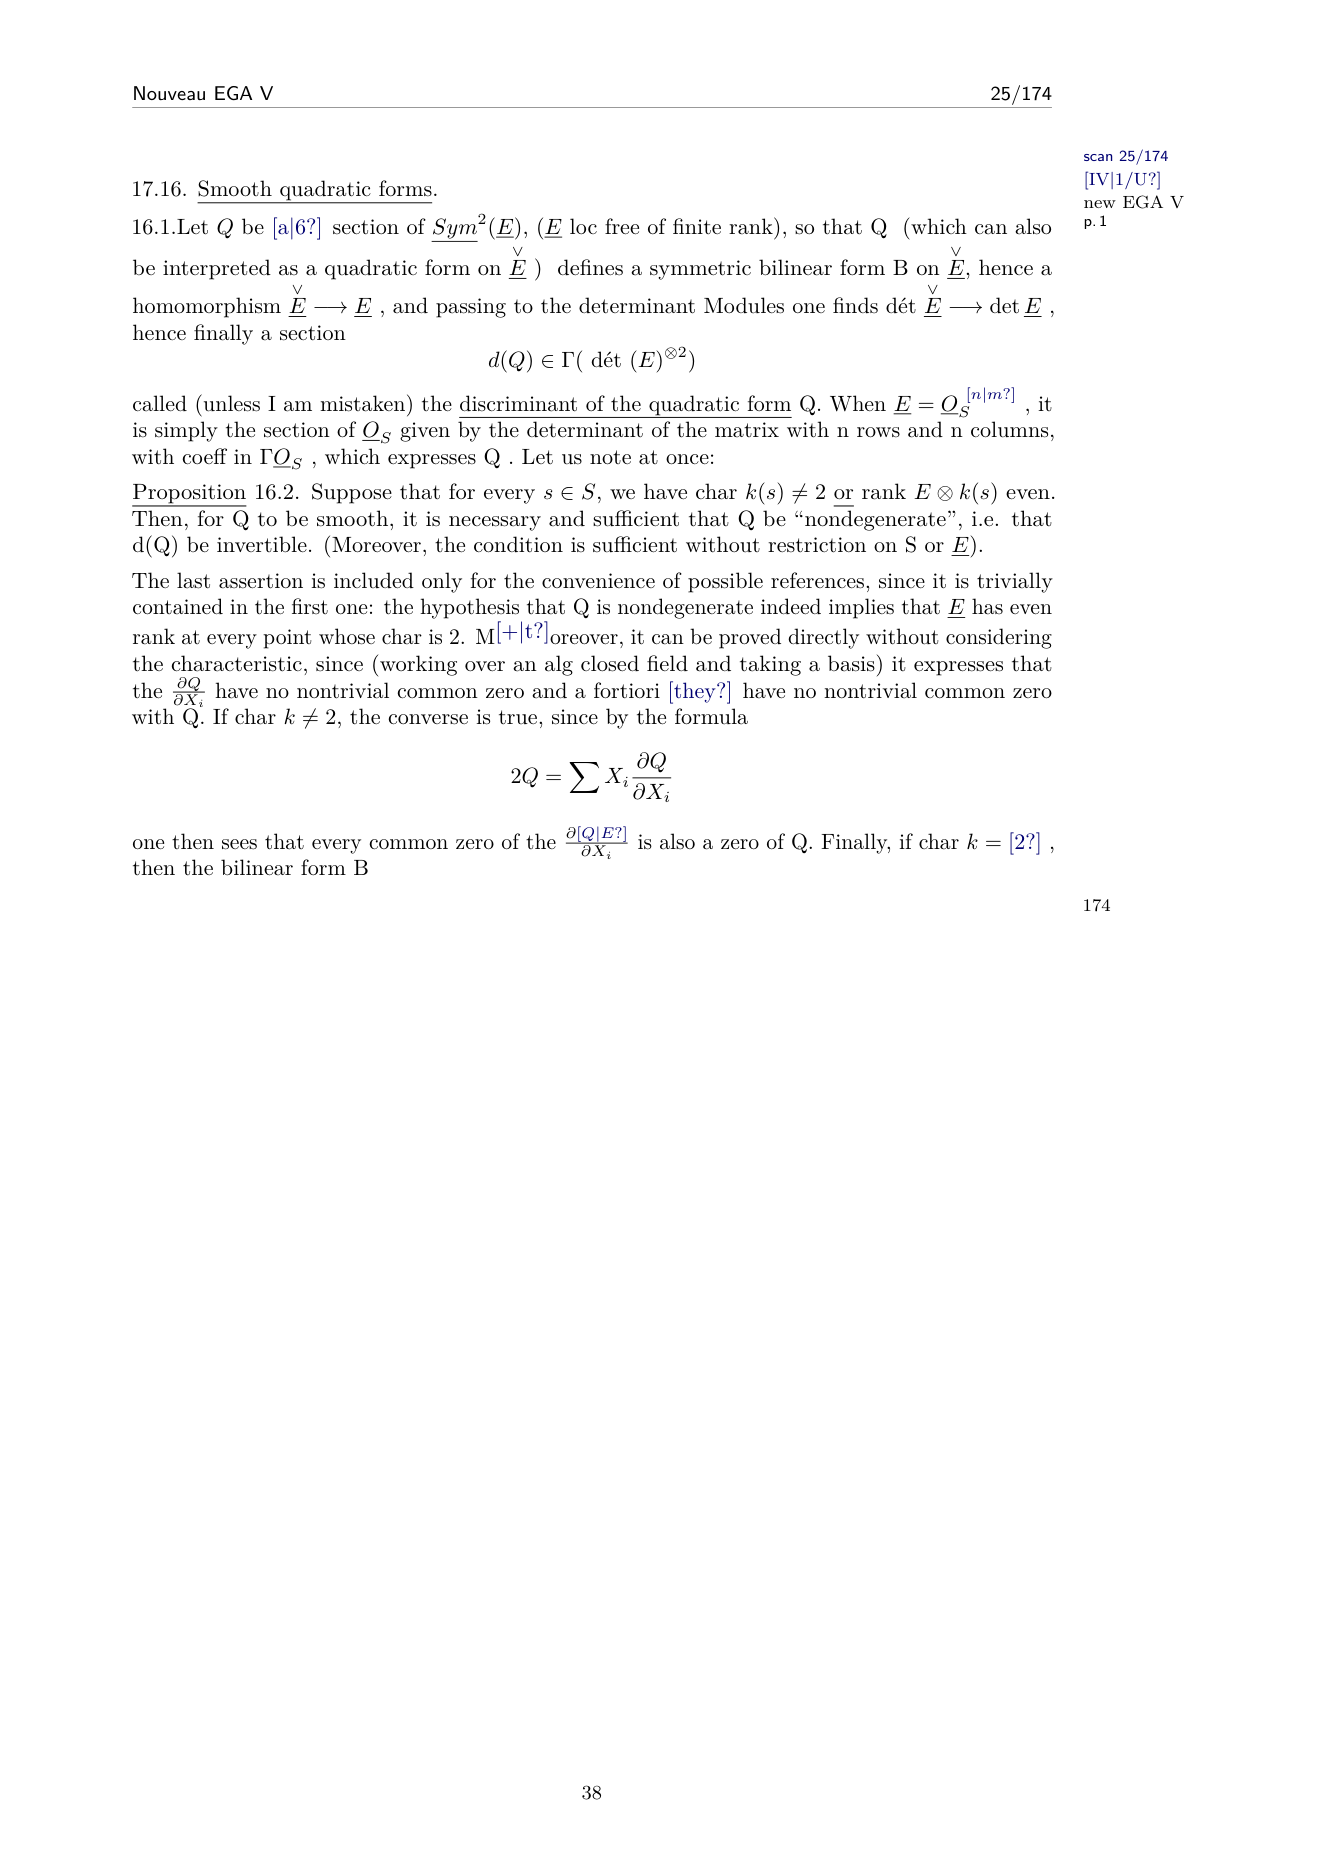 Nouveau EGA V 25/174
scan 25/174
[IV|1/U?]
new EGA V
p. 1
17.16. Smooth quadratic forms.
16.1.Let Q be [a|6?] section of Sym²(E), (E loc free of finite rank), so that Q (which can also
be interpreted as a quadratic form on Ě ) defines a symmetric bilinear form B on Ě, hence a
homomorphism Ě ⟶ E , and passing to the determinant Modules one finds dét Ě ⟶ det E ,
hence finally a section
d(Q) ∈ Γ( dét (E)^{⊗2})
called (unless I am mistaken) the discriminant of the quadratic form Q. When E = O_S^{[n|m?]} , it
is simply the section of O_S given by the determinant of the matrix with n rows and n columns,
with coeff in ΓO_S , which expresses Q . Let us note at once:
Proposition 16.2. Suppose that for every s ∈ S, we have char k(s) ≠ 2 or rank E ⊗ k(s) even.
Then, for Q to be smooth, it is necessary and sufficient that Q be “nondegenerate”, i.e. that
d(Q) be invertible. (Moreover, the condition is sufficient without restriction on S or E).
The last assertion is included only for the convenience of possible references, since it is trivially
contained in the first one: the hypothesis that Q is nondegenerate indeed implies that E has even
rank at every point whose char is 2. M[+|t?]oreover, it can be proved directly without considering
the characteristic, since (working over an alg closed field and taking a basis) it expresses that
the ∂Q/∂X_i have no nontrivial common zero and a fortiori [they?] have no nontrivial common zero
with Q. If char k ≠ 2, the converse is true, since by the formula
2Q = ∑ X_i ∂Q/∂X_i
one then sees that every common zero of the ∂[Q|E?]/∂X_i is also a zero of Q. Finally, if char k = [2?] ,
then the bilinear form B
174
38